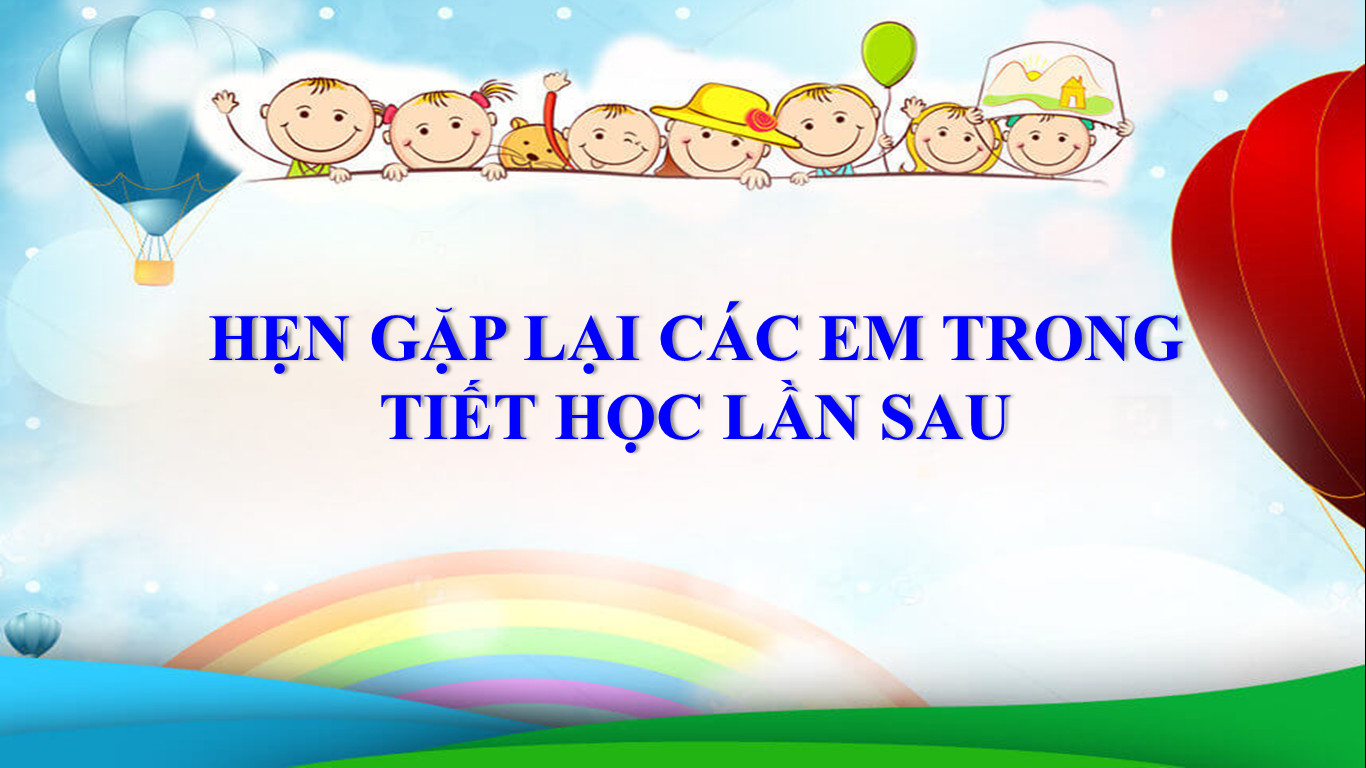 HẸN GẶP LẠI CÁC EM TRONG
TIẾT HỌC LẦN SAU